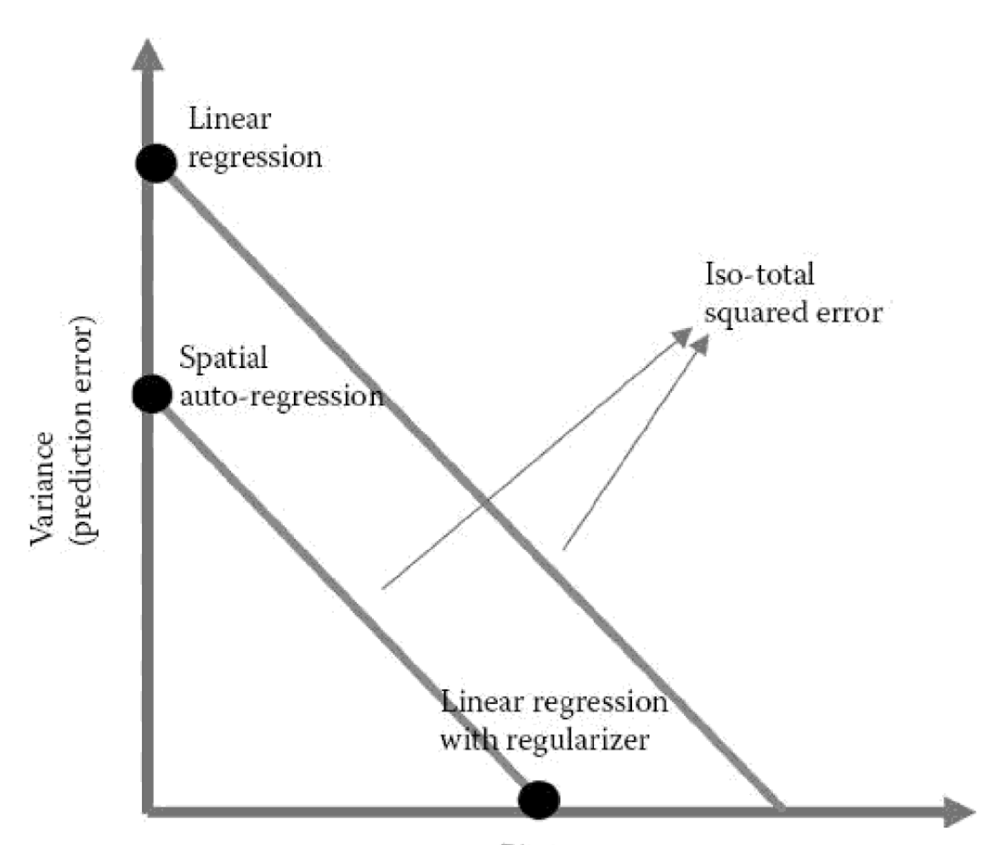 Linear
regression
Iso-total
squared error
Spatial
auto-regression
Variance
(prediction error)
Linear regression
with regularizer